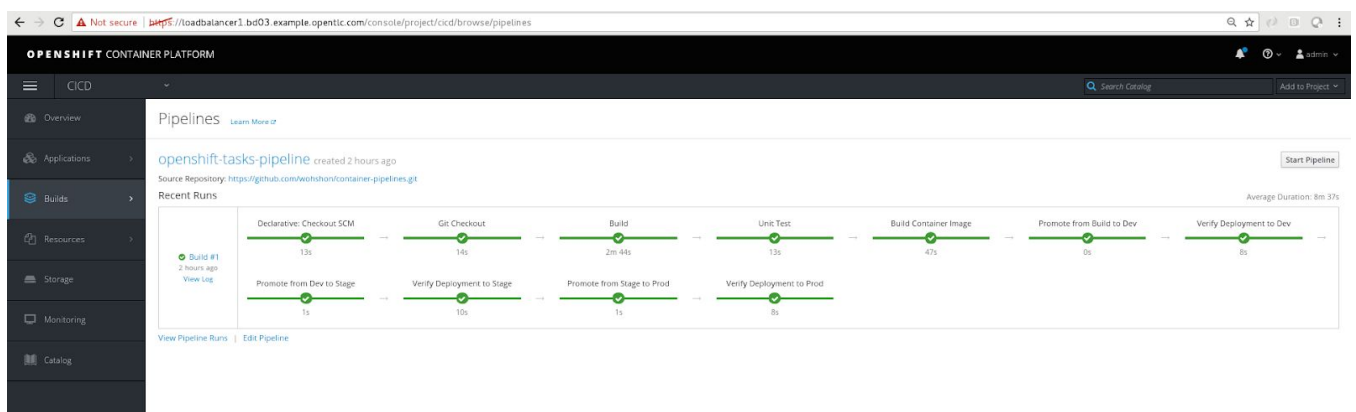 Not secure | https://loadbalancer1.bd03.example.opentlc.com/console/project/cicd/browse/pipelines
OPENSHIFT CONTAINER PLATFORM
admin
CICD
Search Catalog
Add to Project
Overview
Applications
Builds
Resources
Storage
Monitoring
Catalog
Pipelines Learn More
openshift-tasks-pipeline created 2 hours ago
Start Pipeline
Source Repository: https://github.com/wohshon/container-pipelines.git
Recent Runs
Average Duration: 8m 37s
Build #1
2 hours ago
View Log
Declarative: Checkout SCM Git Checkout Build Unit Test Build Container Image Promote from Build to Dev Verify Deployment to Dev
13s 14s 2m 44s 13s 47s 0s 8s
Promote from Dev to Stage Verify Deployment to Stage Promote from Stage to Prod Verify Deployment to Prod
1s 10s 1s 8s
View Pipeline Runs | Edit Pipeline